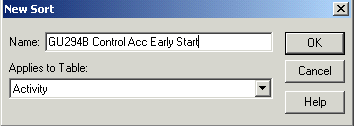 New Sort
Name: GU294B Control Acc Early Start
OK
Applies to Table:
Cancel
Activity
Help